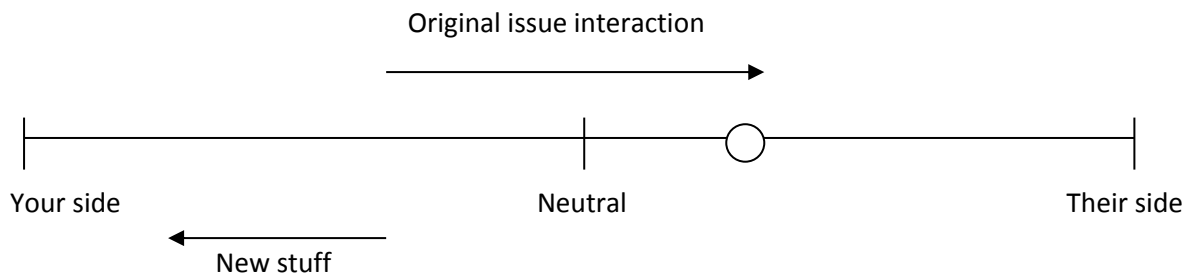 Original issue interaction
Your side
Neutral
Their side
New stuff